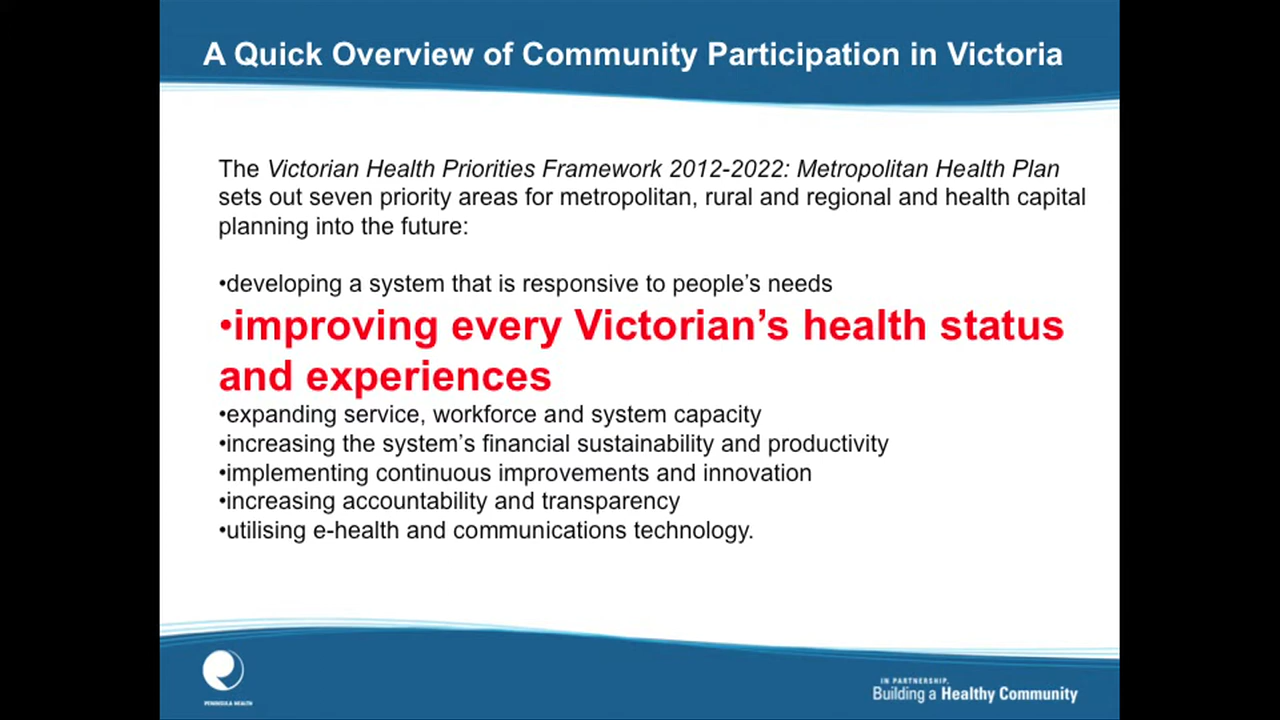 A Quick Overview of Community Participation in Victoria
The Victorian Health Priorities Framework 2012-2022: Metropolitan Health Plan
sets out seven priority areas for metropolitan, rural and regional and health capital
planning into the future:
•developing a system that is responsive to people’s needs
•improving every Victorian’s health status
and experiences
•expanding service, workforce and system capacity
•increasing the system’s financial sustainability and productivity
•implementing continuous improvements and innovation
•increasing accountability and transparency
•utilising e-health and communications technology.
PENINSULA HEALTH
IN PARTNERSHIP,
Building a Healthy Community